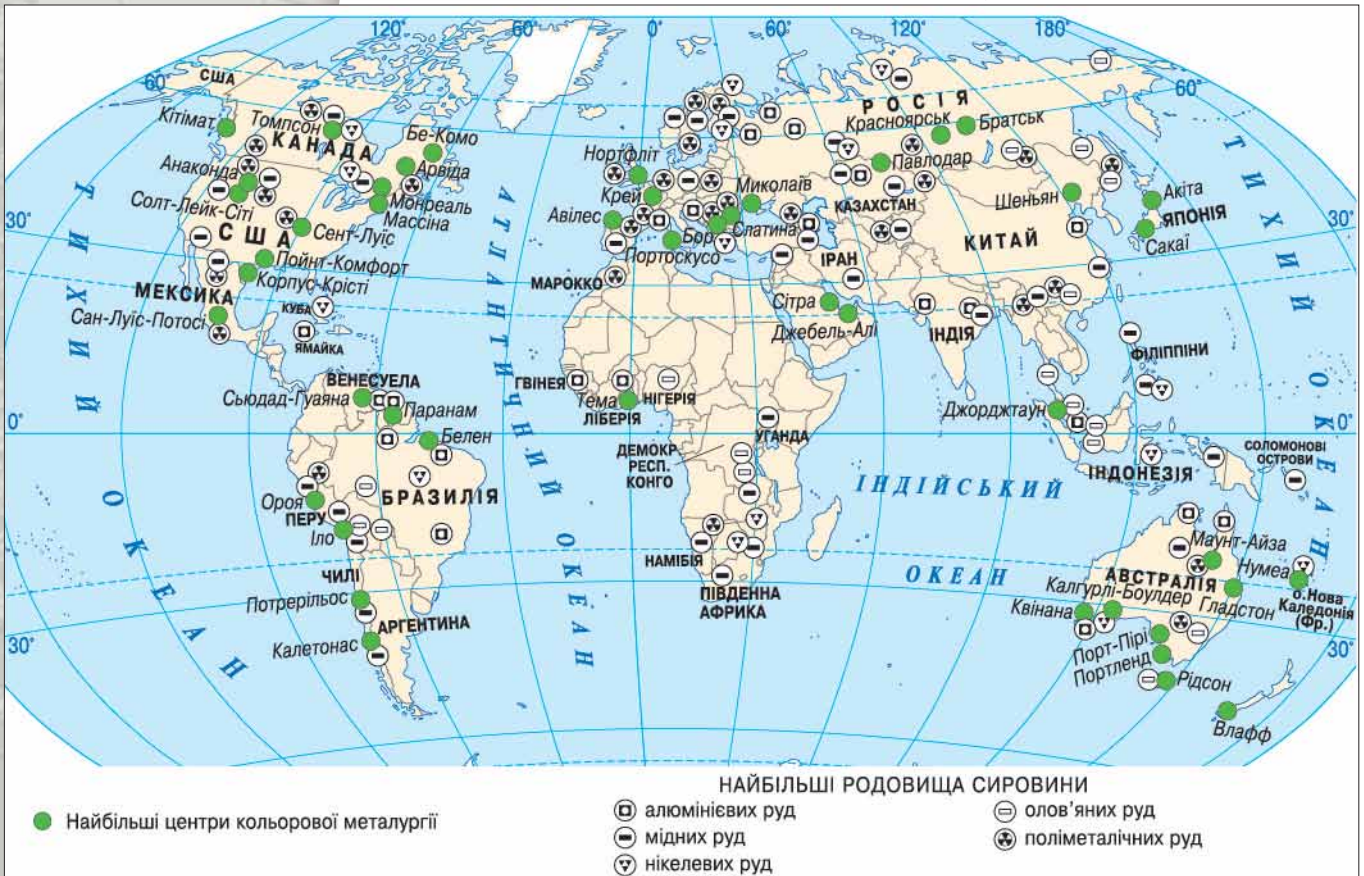 120°
60°
0°
60°
120°
180°
60°
США
РОСІЯ
60°
Кітімат
Томпсон
Бе-Комо
Красноярськ
Братськ
КАНАДА
Нортфліт
Павлодар
Анаконда
Арвіда
Крей
Миколаїв
Шеньян
Акіта
Солт-Лейк-Сіті
Монреаль
Массіна
Авілес
КАЗАХСТАН
ЯПОНІЯ
30°
США
Сент-Луїс
Бор
Слатина
КИТАЙ
Сакаї
30°
Пойнт-Комфорт
Портоскусо
ІРАН
Корпус-Крісті
МАРОККО
МЕКСИКА
КУБА
Сітра
Сан-Луїс-Потосі
ЯМАЙКА
Джебель-Алі
ІНДІЯ
ФІЛІППІНИ
ВЕНЕСУЕЛА
ГВІНЕЯ
Сьюдад-Гуаяна
Тема
НІГЕРІЯ
Паранам
ЛІБЕРІЯ
Джорджтаун
0°
Белен
УГАНДА
0°
ДЕМОКР.
РЕСП.
КОНГО
СОЛОМОНОВІ
ОСТРОВИ
ІНДОНЕЗІЯ
БРАЗИЛІЯ
ІНДІЙСЬКИЙ
Ороя
ПЕРУ
Іло
Маунт-Айза
НАМІБІЯ
ОКЕАН
Нумеа
ЧИЛІ
АВСТРАЛІЯ
Потрерільос
ПІВДЕННА
АФРИКА
Калгурлі-Боулдер
Гладстон
о.Нова
Каледонія
(Фр.)
Квінана
АРГЕНТИНА
30°
Калетонас
Порт-Пірі
30°
Портленд
Рідсон
Влафф
ТИХИЙ
ОКЕАН
АТЛАНТИЧНИЙ ОКЕАН
ТИХИЙ ОКЕАН
НАЙБІЛЬШІ РОДОВИЩА СИРОВИНИ
Найбільші центри кольорової металургії
алюмінієвих руд
олов'яних руд
мідних руд
поліметалічних руд
нікелевих руд